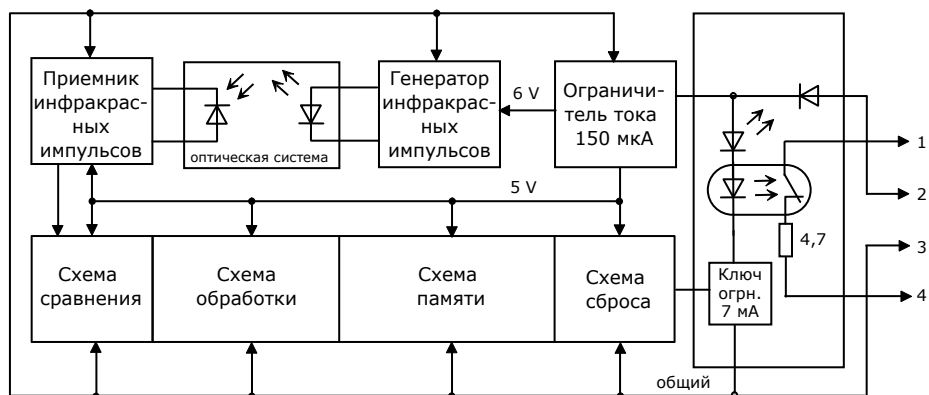 Приемник
инфракрас-
ных
импульсов
оптическая система
Генератор
инфракрас-
ных
импульсов
6 V
Ограничи-
тель тока
150 мкА
1
2
3
4
4,7
5 V
Схема
сравнения
Схема
обработки
Схема
памяти
Схема
сброса
Ключ
огрн.
7 мА
общий